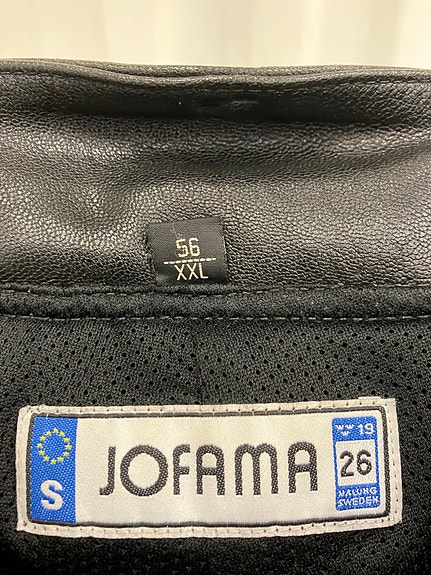 56
XXL
S
JOFAMA
19
26
MALUNG
SWEDEN